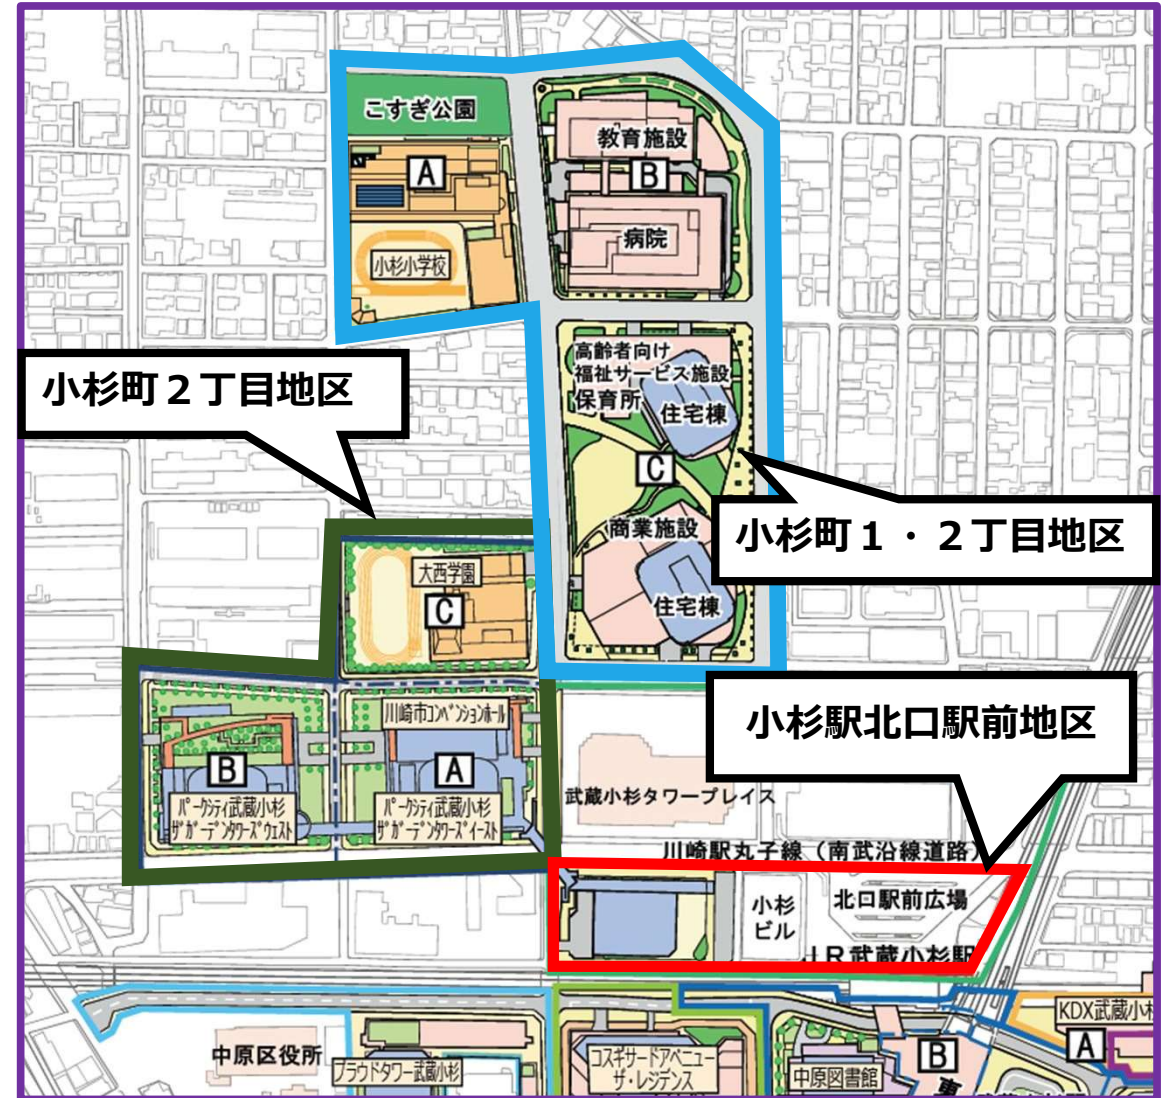 こすぎ公園
A
小杉小学校
教育施設
B
病院
高齢者向け
福祉サービス施設
保育所
住宅棟
C
商業施設
住宅棟
小杉町２丁目地区
小杉町１・２丁目地区
大西学園
C
川崎市コンベンションホール
B
A
パークシティ武蔵小杉
ザガーデンタワーズウエスト
パークシティ武蔵小杉
ザガーデンタワーズイースト
小杉駅北口駅前地区
武蔵小杉タワープレイス
川崎駅丸子線（南武沿線道路）
小杉
ビル
北口駅前広場
JR武蔵小杉駅
中原区役所
プラウドタワー武蔵小杉
コスギサードアベニュー
ザ・レジデンス
中原図書館
B
東
KDX武蔵小杉
A